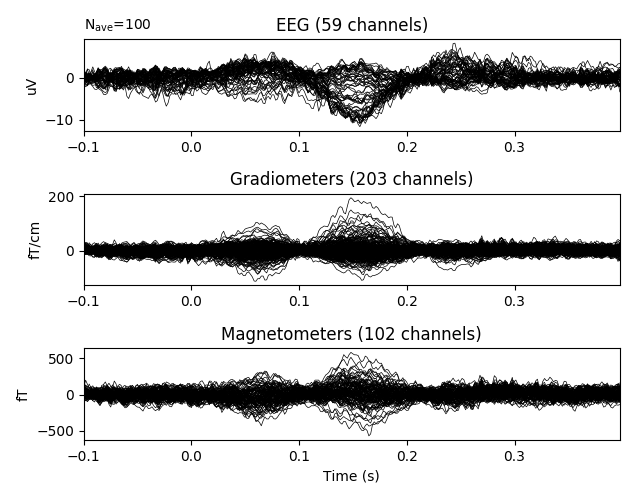 Nave=100
EEG (59 channels)
uV
0
−10
−0.1 0.0 0.1 0.2 0.3
Gradiometers (203 channels)
fT/cm
200
0
−0.1 0.0 0.1 0.2 0.3
Magnetometers (102 channels)
fT
500
0
−500
−0.1 0.0 0.1 0.2 0.3
Time (s)